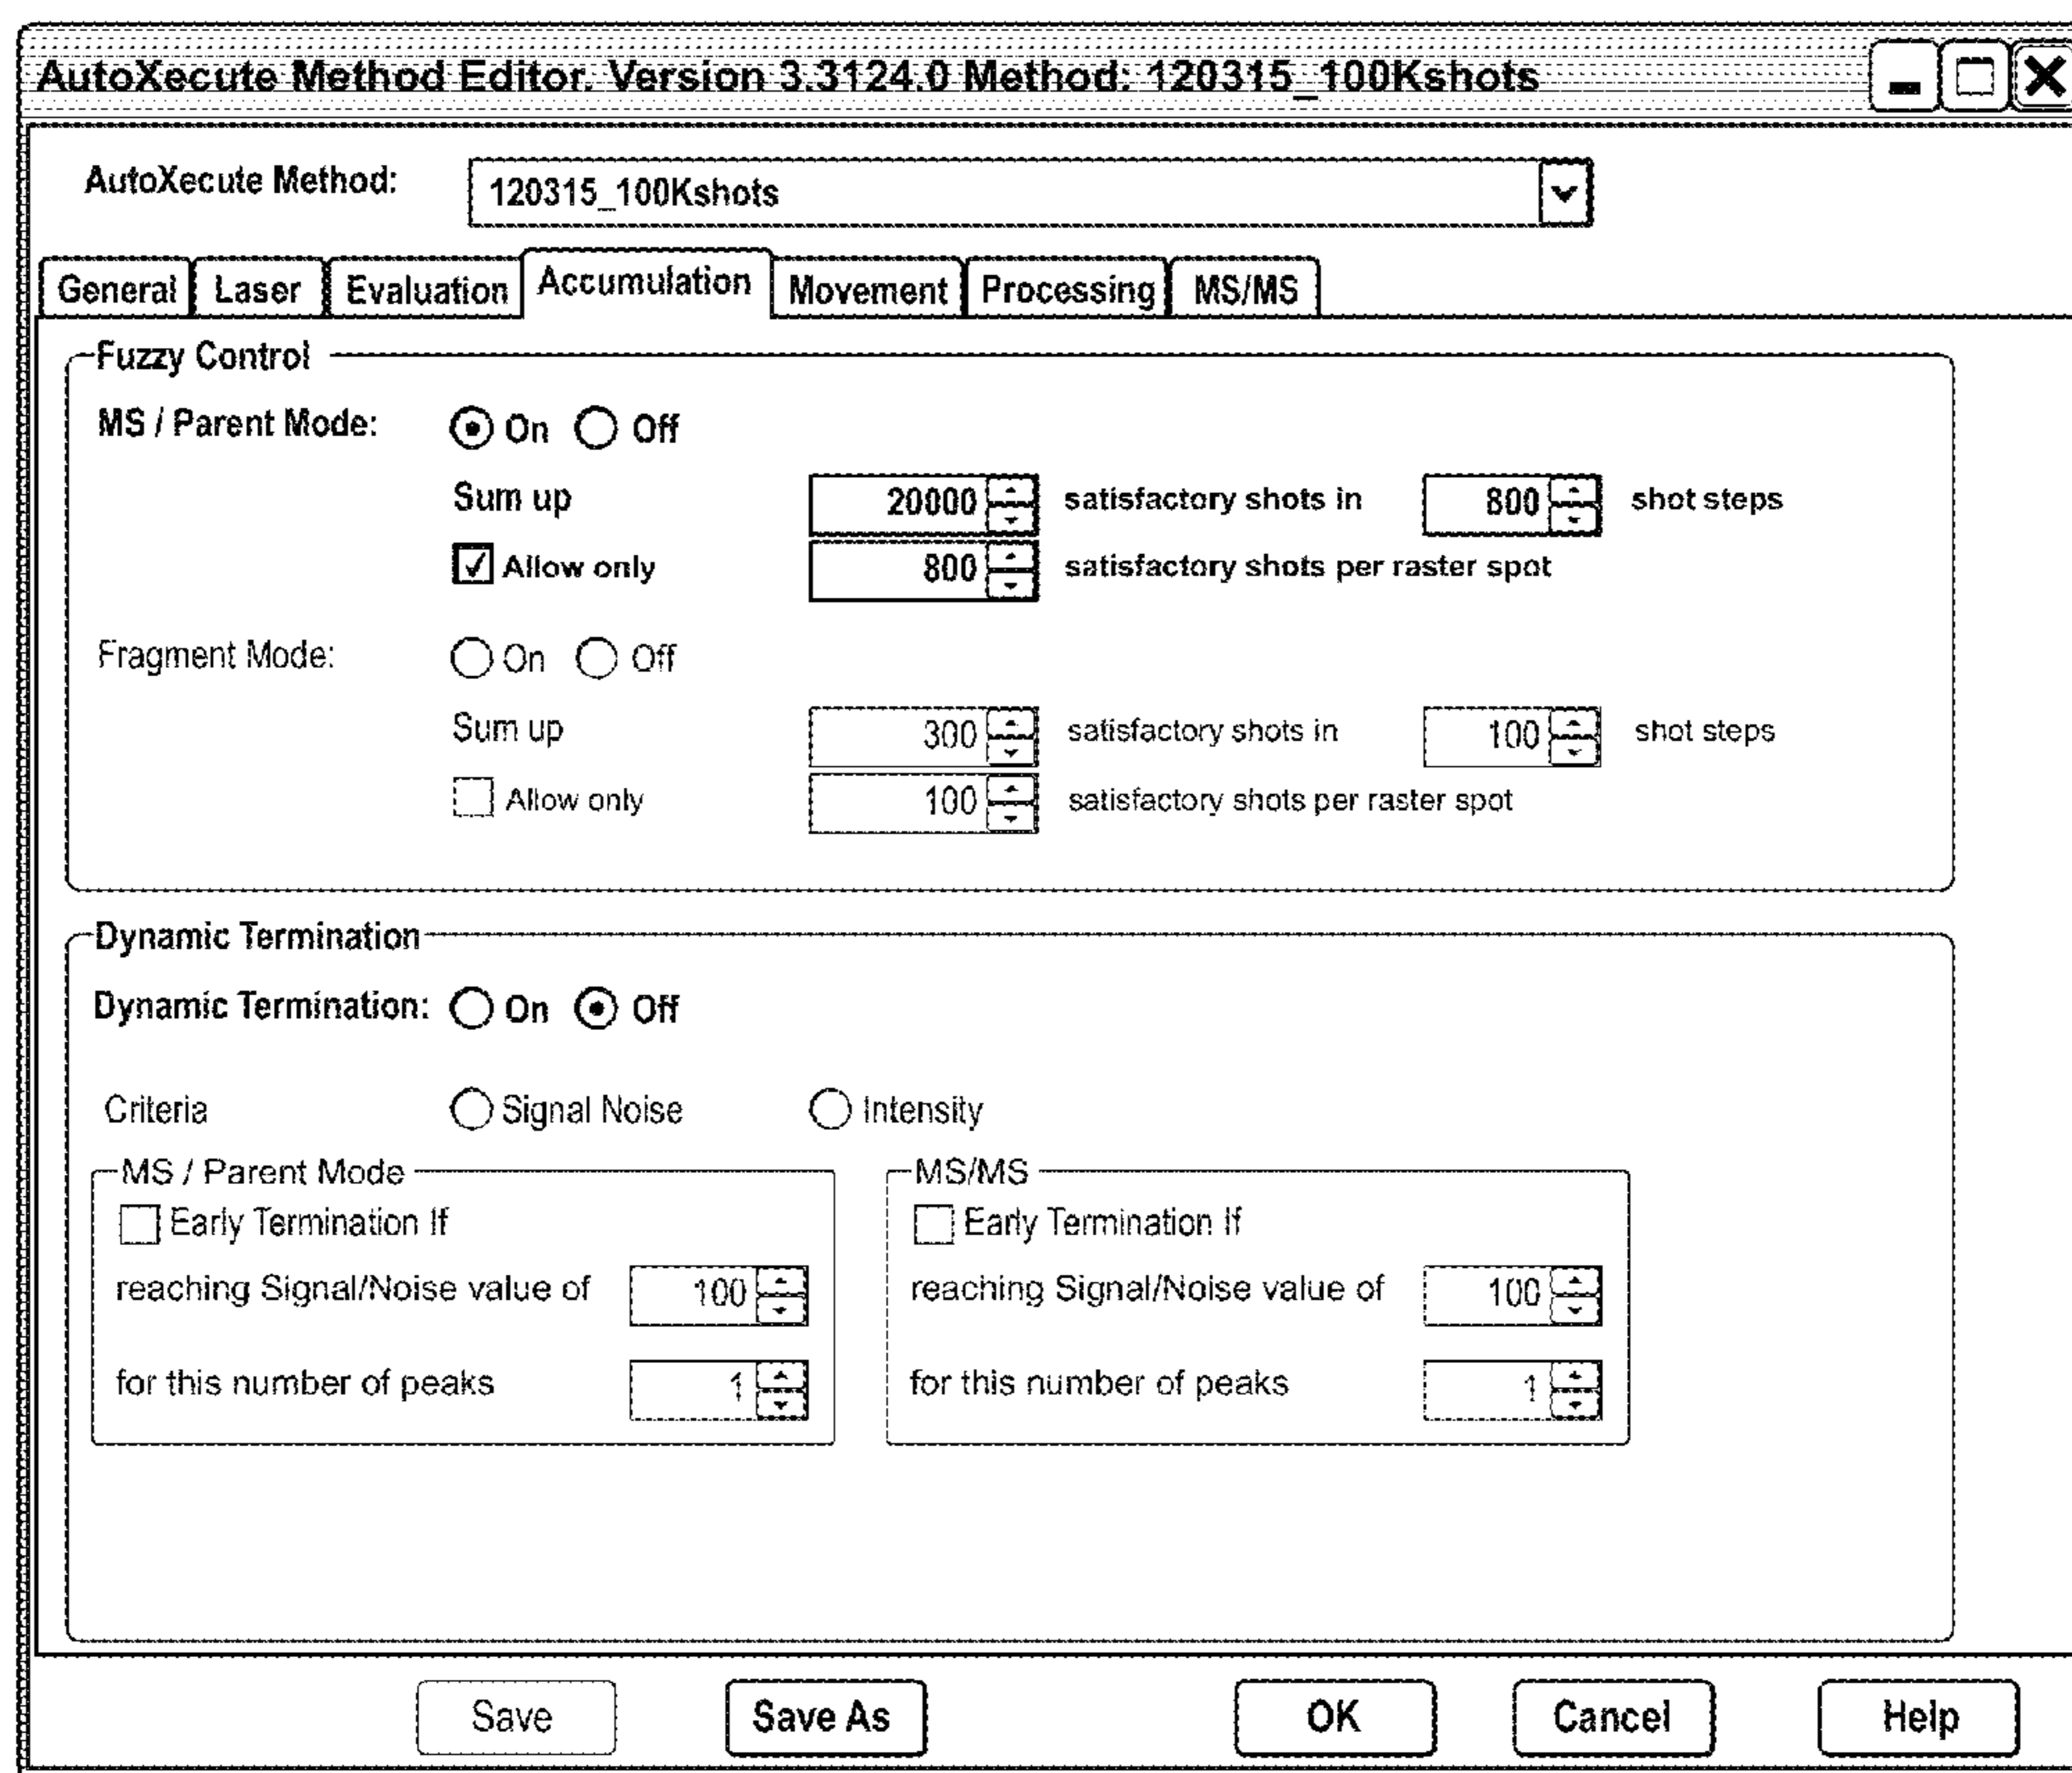 AutoXecute Method Editor. Version 3.3124.0 Method: 120315_100Kshots
AutoXecute Method: 120315_100Kshots
General Laser Evaluation Accumulation Movement Processing MS/MS
Fuzzy Control
MS / Parent Mode: On Off
Sum up 20000 satisfactory shots in 800 shot steps
Allow only 800 satisfactory shots per raster spot
Fragment Mode: On Off
Sum up 300 satisfactory shots in 100 shot steps
Allow only 100 satisfactory shots per raster spot
Dynamic Termination
Dynamic Termination: On Off
Criteria Signal Noise Intensity
MS / Parent Mode MS/MS
Early Termination If Early Termination If
reaching Signal/Noise value of 100 reaching Signal/Noise value of 100
for this number of peaks 1 for this number of peaks 1
Save Save As OK Cancel Help